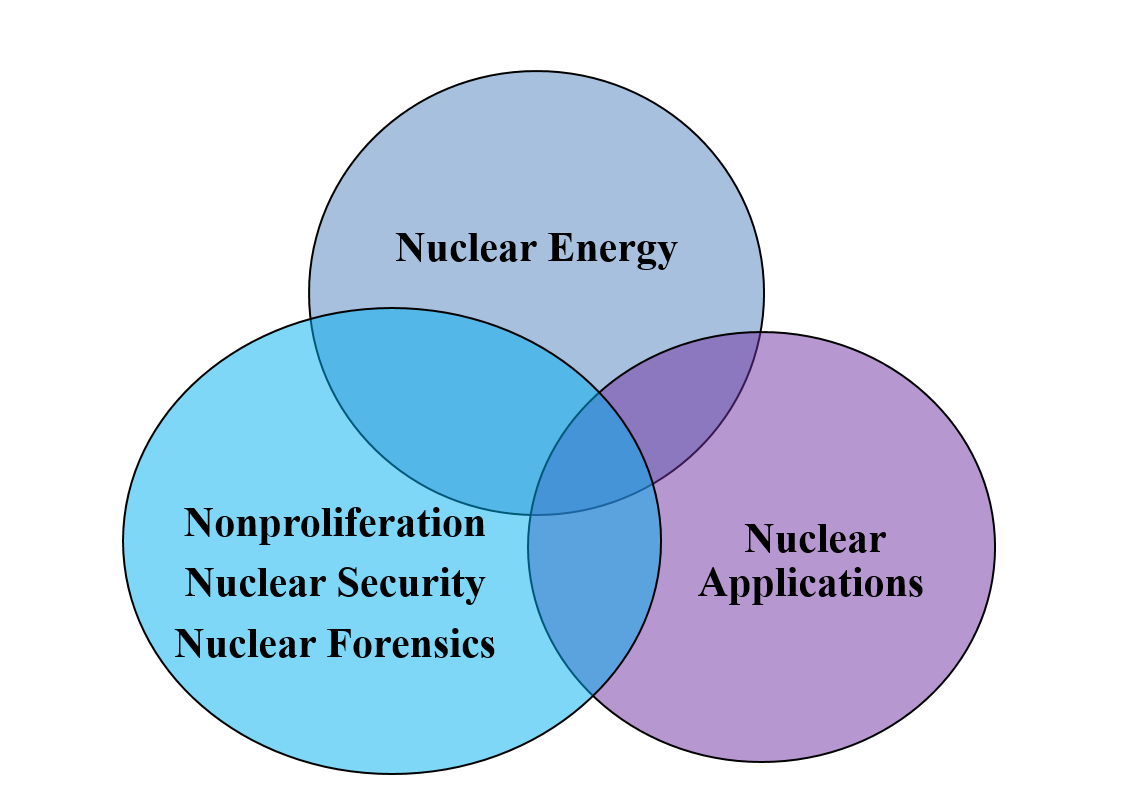 Nuclear Energy
Nonproliferation
Nuclear Security
Nuclear Forensics
Nuclear
Applications